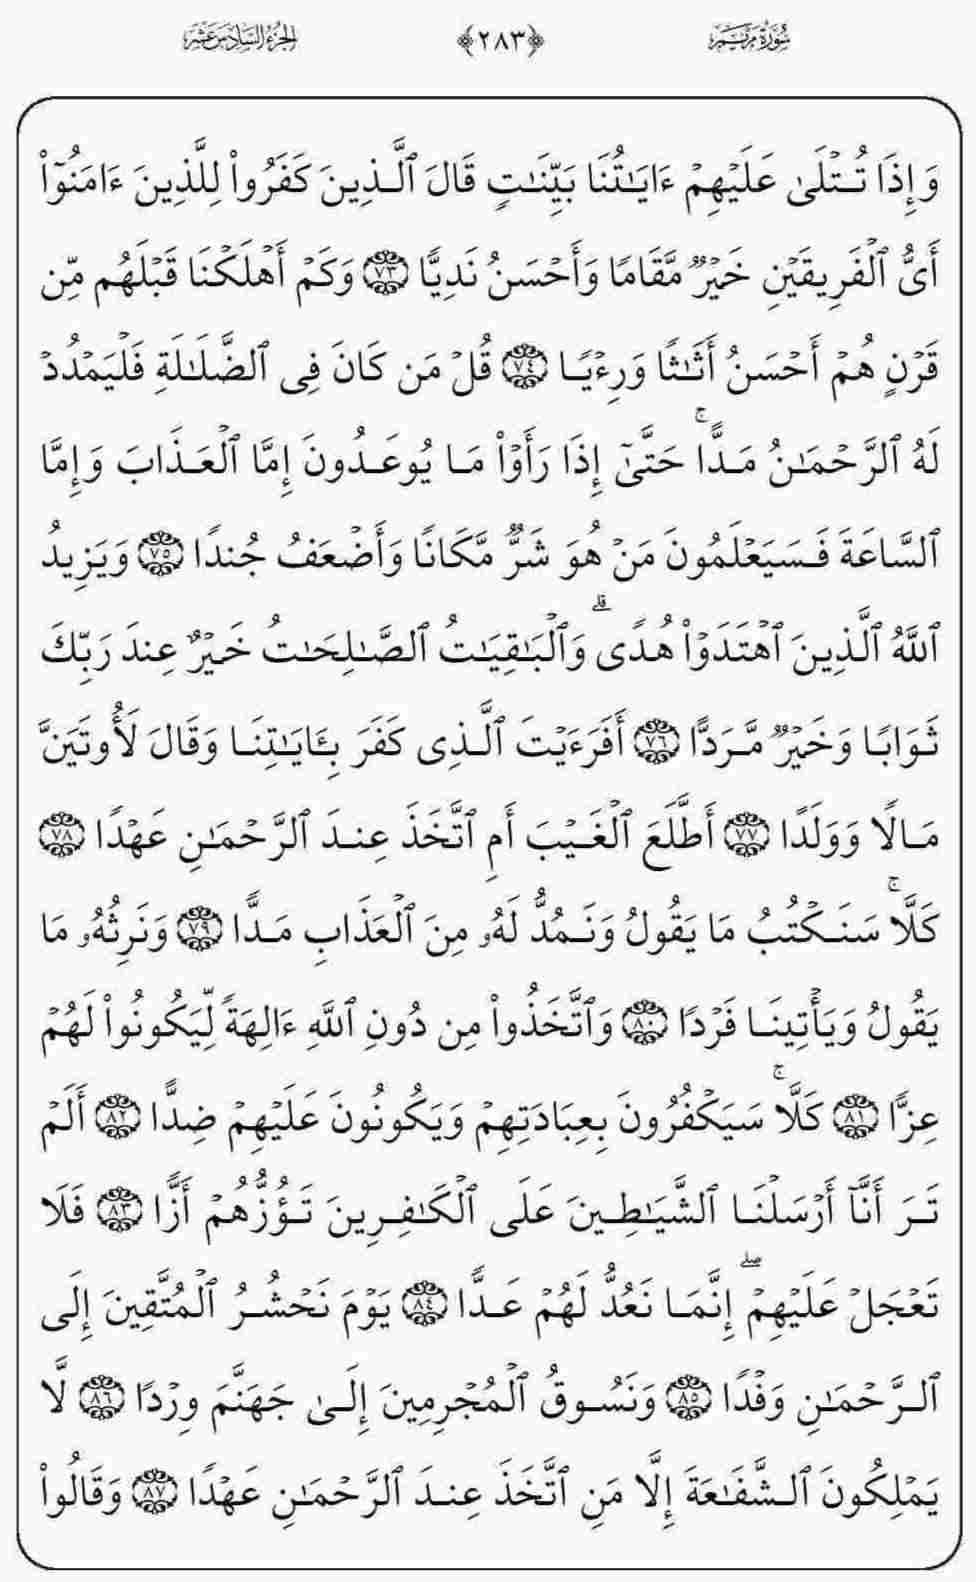 سُورَةُ مَرْيَم ﴿٢٨٣﴾ الجُزْءُ السَّادِسَ عَشَر
وَإِذَا تُتۡلَىٰ عَلَيۡهِمۡ ءَايَٰتُنَا بَيِّنَٰتٖ قَالَ ٱلَّذِينَ كَفَرُواْ لِلَّذِينَ ءَامَنُوٓاْ
أَيُّ ٱلۡفَرِيقَيۡنِ خَيۡرٞ مَّقَامٗا وَأَحۡسَنُ نَدِيّٗا ٧٣ وَكَمۡ أَهۡلَكۡنَا قَبۡلَهُم مِّن
قَرۡنٍ هُمۡ أَحۡسَنُ أَثَٰثٗا وَرِءۡيٗا ٧٤ قُلۡ مَن كَانَ فِي ٱلضَّلَٰلَةِ فَلۡيَمۡدُدۡ
لَهُ ٱلرَّحۡمَٰنُ مَدًّاۚ حَتَّىٰٓ إِذَا رَأَوۡاْ مَا يُوعَدُونَ إِمَّا ٱلۡعَذَابَ وَإِمَّا
ٱلسَّاعَةَ فَسَيَعۡلَمُونَ مَنۡ هُوَ شَرّٞ مَّكَانٗا وَأَضۡعَفُ جُندٗا ٧٥ وَيَزِيدُ
ٱللَّهُ ٱلَّذِينَ ٱهۡتَدَوۡاْ هُدٗىۗ وَٱلۡبَٰقِيَٰتُ ٱلصَّٰلِحَٰتُ خَيۡرٌ عِندَ رَبِّكَ
ثَوَابٗا وَخَيۡرٞ مَّرَدًّا ٧٦ أَفَرَءَيۡتَ ٱلَّذِي كَفَرَ بِـَٔايَٰتِنَا وَقَالَ لَأُوتَيَنَّ
مَالٗا وَوَلَدًا ٧٧ أَطَّلَعَ ٱلۡغَيۡبَ أَمِ ٱتَّخَذَ عِندَ ٱلرَّحۡمَٰنِ عَهۡدٗا ٧٨
كَلَّاۚ سَنَكۡتُبُ مَا يَقُولُ وَنَمُدُّ لَهُۥ مِنَ ٱلۡعَذَابِ مَدّٗا ٧٩ وَنَرِثُهُۥ مَا
يَقُولُ وَيَأۡتِينَا فَرۡدٗا ٨٠ وَٱتَّخَذُواْ مِن دُونِ ٱللَّهِ ءَالِهَةٗ لِّيَكُونُواْ لَهُمۡ
عِزّٗا ٨١ كَلَّاۚ سَيَكۡفُرُونَ بِعِبَادَتِهِمۡ وَيَكُونُونَ عَلَيۡهِمۡ ضِدًّا ٨٢ أَلَمۡ
تَرَ أَنَّآ أَرۡسَلۡنَا ٱلشَّيَٰطِينَ عَلَى ٱلۡكَٰفِرِينَ تَؤُزُّهُمۡ أَزّٗا ٨٣ فَلَا
تَعۡجَلۡ عَلَيۡهِمۡۖ إِنَّمَا نَعُدُّ لَهُمۡ عَدّٗا ٨٤ يَوۡمَ نَحۡشُرُ ٱلۡمُتَّقِينَ إِلَى
ٱلرَّحۡمَٰنِ وَفۡدٗا ٨٥ وَنَسُوقُ ٱلۡمُجۡرِمِينَ إِلَىٰ جَهَنَّمَ وِرۡدٗا ٨٦ لَّا
يَمۡلِكُونَ ٱلشَّفَٰعَةَ إِلَّا مَنِ ٱتَّخَذَ عِندَ ٱلرَّحۡمَٰنِ عَهۡدٗا ٨٧ وَقَالُواْ